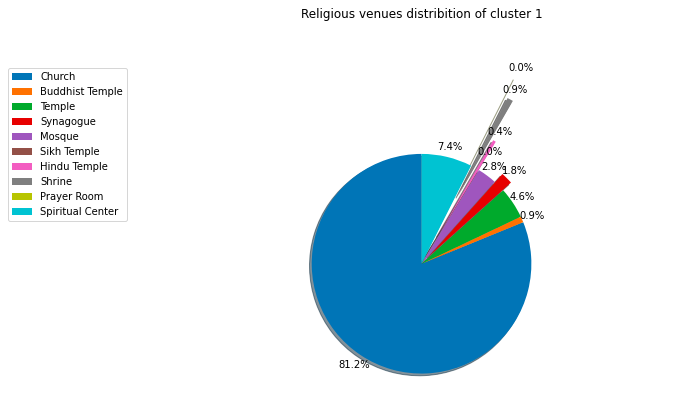 Religious venues distribition of cluster 1
Church
Buddhist Temple
Temple
Synagogue
Mosque
Sikh Temple
Hindu Temple
Shrine
Prayer Room
Spiritual Center
0.0%
0.9%
0.4%
7.4%
0.0%
2.8%
1.8%
4.6%
0.9%
81.2%